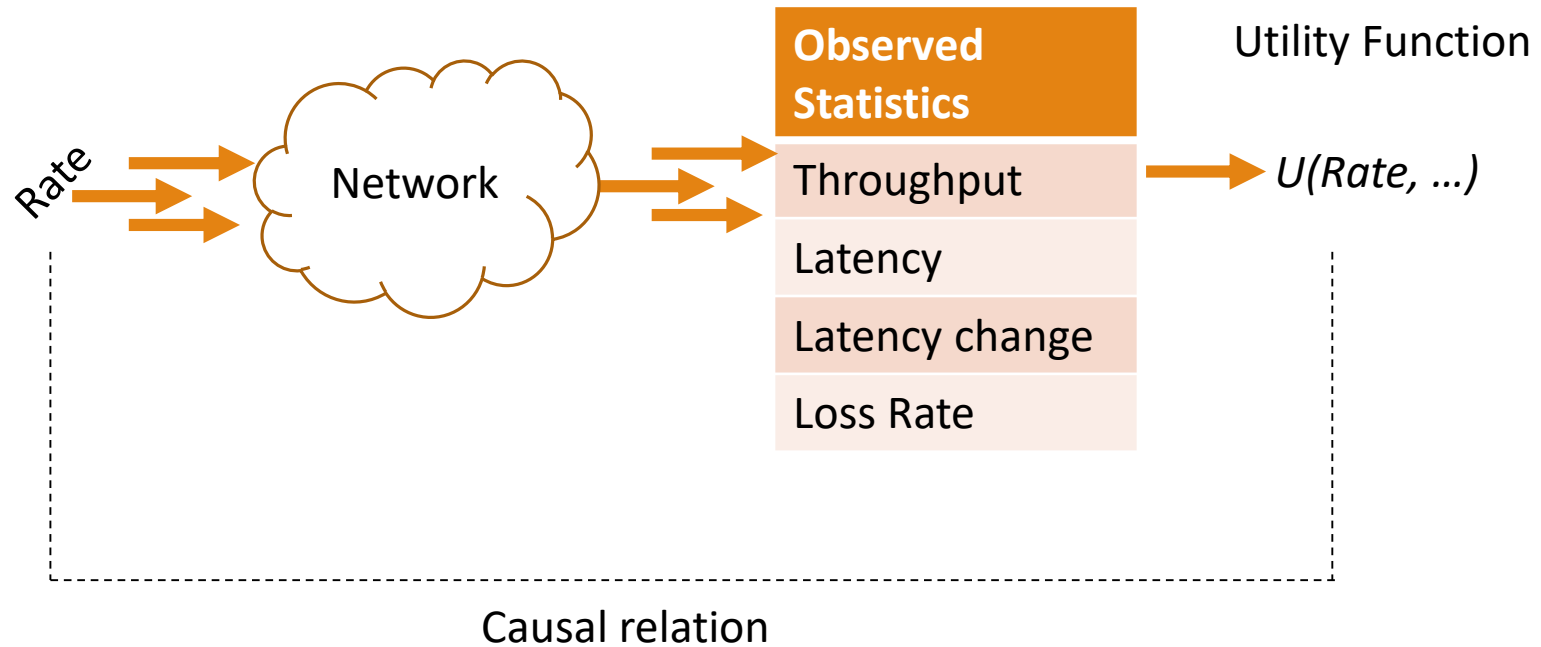 Rate
Network
Observed
Statistics
Throughput
Latency
Latency change
Loss Rate
Utility Function
U(Rate, …)
Causal relation